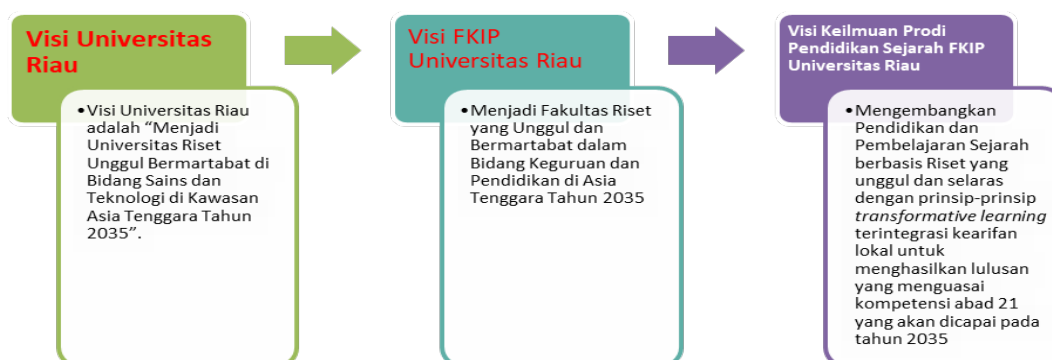 Visi Universitas
Riau
•Visi Universitas Riau
adalah “Menjadi
Universitas Riset
Unggul Bermartabat di
Bidang Sains dan
Teknologi di Kawasan
Asia Tenggara Tahun
2035”.
Visi FKIP
Universitas Riau
•Menjadi Fakultas Riset
yang Unggul dan
Bermartabat dalam
Bidang Keguruan dan
Pendidikan di Asia
Tenggara Tahun 2035
Visi Keilmuan Prodi
Pendidikan Sejarah FKIP
Universitas Riau
•Mengembangkan
Pendidikan dan
Pembelajaran Sejarah
berbasis Riset yang
unggul dan selaras
dengan prinsip-prinsip
transformative learning
terintegrasi kearifan
lokal untuk
menghasilkan lulusan
yang menguasai
kompetensi abad 21
yang akan dicapai pada
tahun 2035